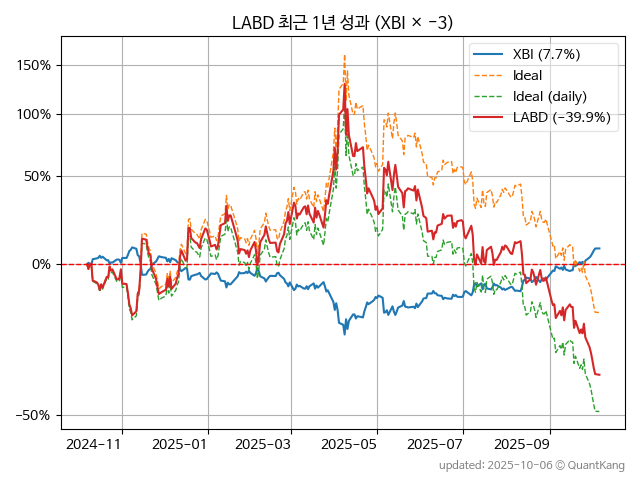 LABD 최근 1년 성과 (XBI × −3)
150%
100%
50%
0%
−50%
XBI (7.7%)
Ideal
Ideal (daily)
LABD (−39.9%)
2024-11 2025-01 2025-03 2025-05 2025-07 2025-09
updated: 2025-10-06 © QuantKang